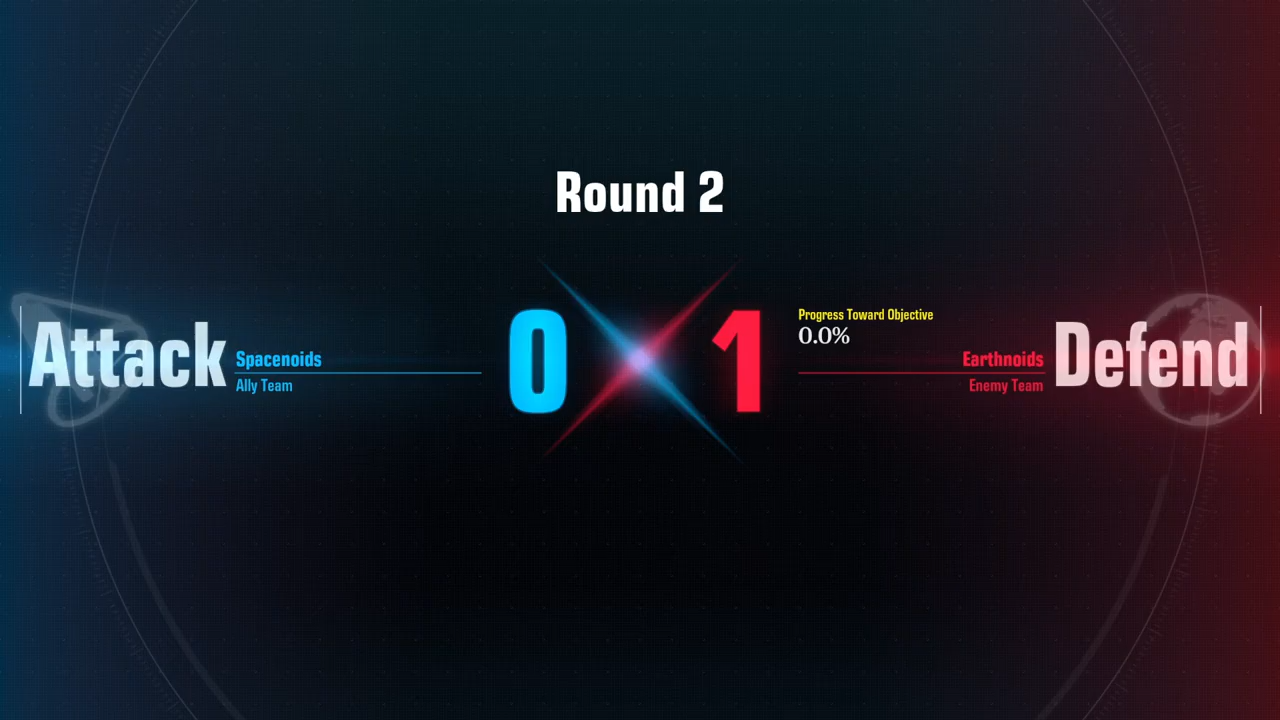 Round 2
Attack
Spacenoids
Ally Team
0
1
Progress Toward Objective
0.0%
Earthnoids
Enemy Team
Defend